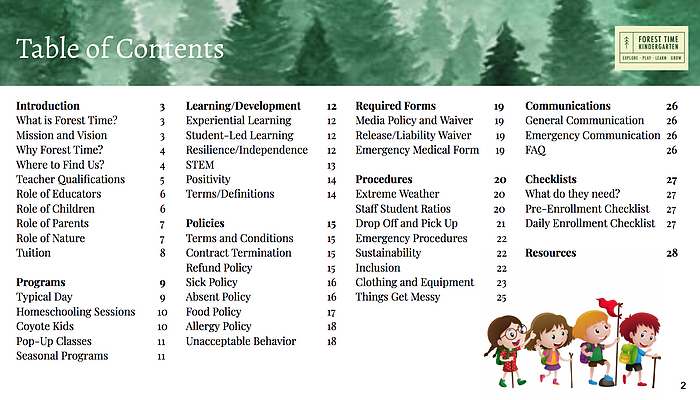 Table of Contents
FOREST TIME
KINDERGARTEN
EXPLORE · PLAY · LEARN · GROW
Introduction 3
What is Forest Time? 3
Mission and Vision 3
Why Forest Time? 4
Where to Find Us? 4
Teacher Qualifications 5
Role of Educators 6
Role of Children 6
Role of Parents 7
Role of Nature 7
Tuition 8
Programs 9
Typical Day 9
Homeschooling Sessions 10
Coyote Kids 10
Pop-Up Classes 11
Seasonal Programs 11
Learning/Development 12
Experiential Learning 12
Student-Led Learning 12
Resilience/Independence 12
STEM 13
Positivity 14
Terms/Definitions 14
Policies 15
Terms and Conditions 15
Contract Termination 15
Refund Policy 15
Sick Policy 16
Absent Policy 16
Food Policy 17
Allergy Policy 18
Unacceptable Behavior 18
Required Forms 19
Media Policy and Waiver 19
Release/Liability Waiver 19
Emergency Medical Form 19
Procedures 20
Extreme Weather 20
Staff Student Ratios 20
Drop Off and Pick Up 21
Emergency Procedures 22
Sustainability 22
Inclusion 22
Clothing and Equipment 23
Things Get Messy 25
Communications 26
General Communication 26
Emergency Communication 26
FAQ 26
Checklists 27
What do they need? 27
Pre-Enrollment Checklist 27
Daily Enrollment Checklist 27
Resources 28
2